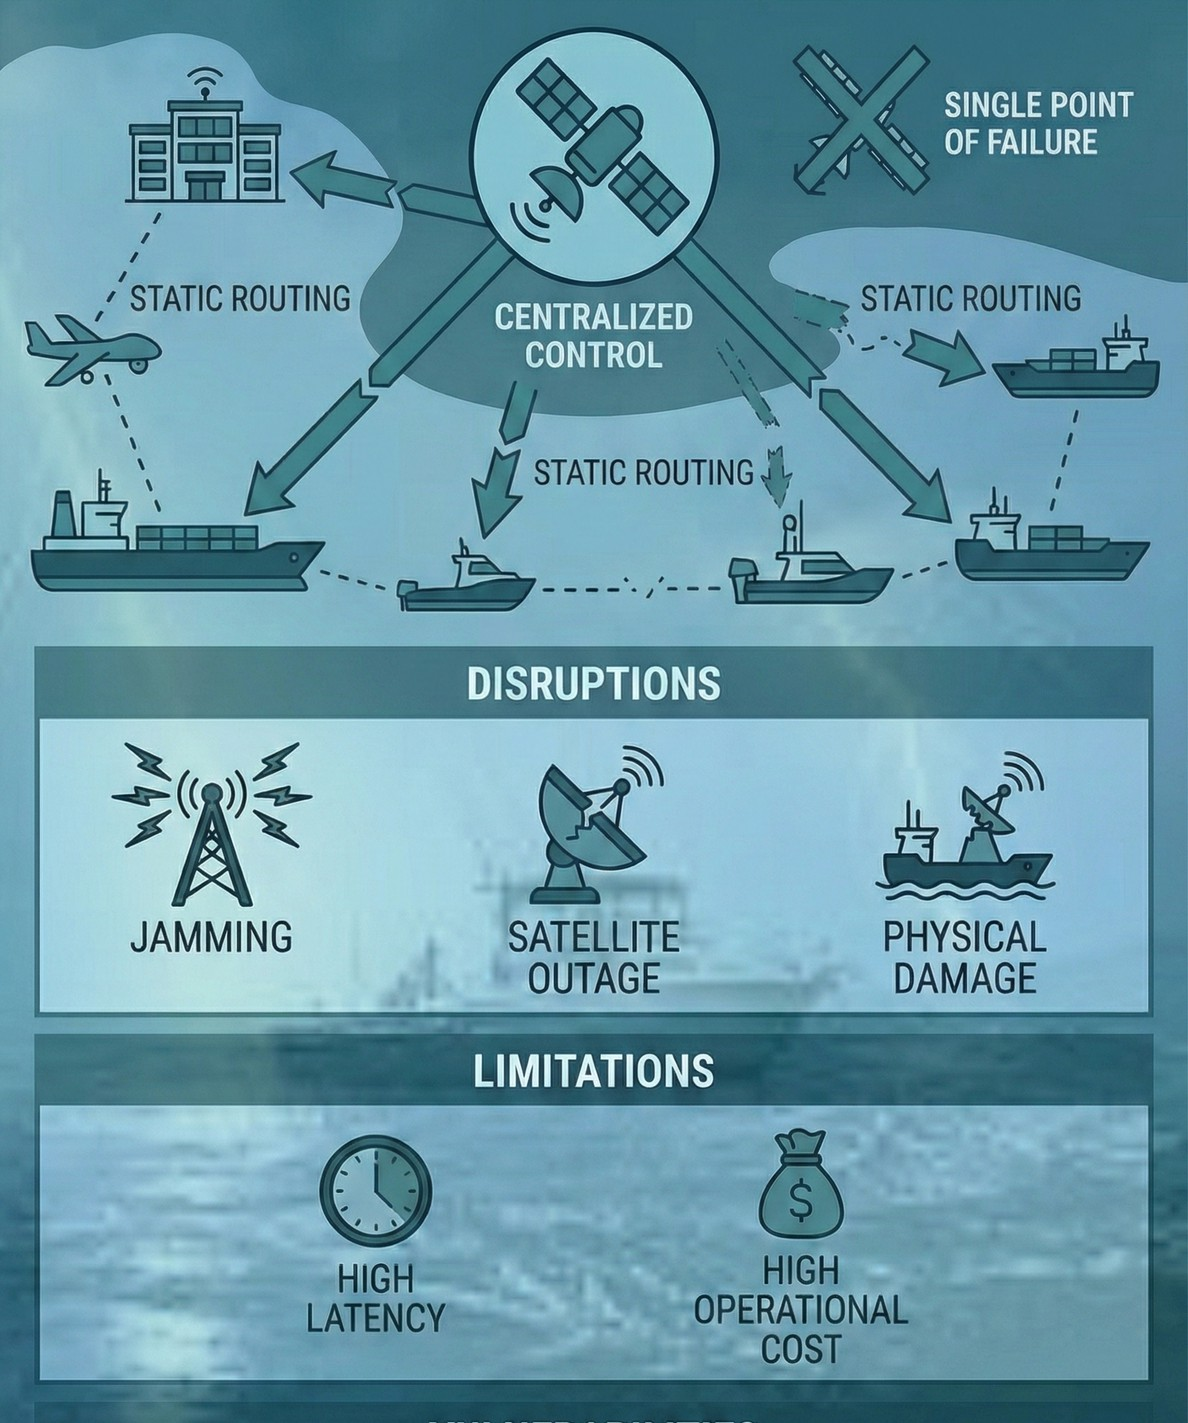 SINGLE POINT
OF FAILURE
STATIC ROUTING
CENTRALIZED
CONTROL
STATIC ROUTING
STATIC ROUTING
DISRUPTIONS
JAMMING
SATELLITE
OUTAGE
PHYSICAL
DAMAGE
LIMITATIONS
HIGH
LATENCY
$
HIGH
OPERATIONAL
COST